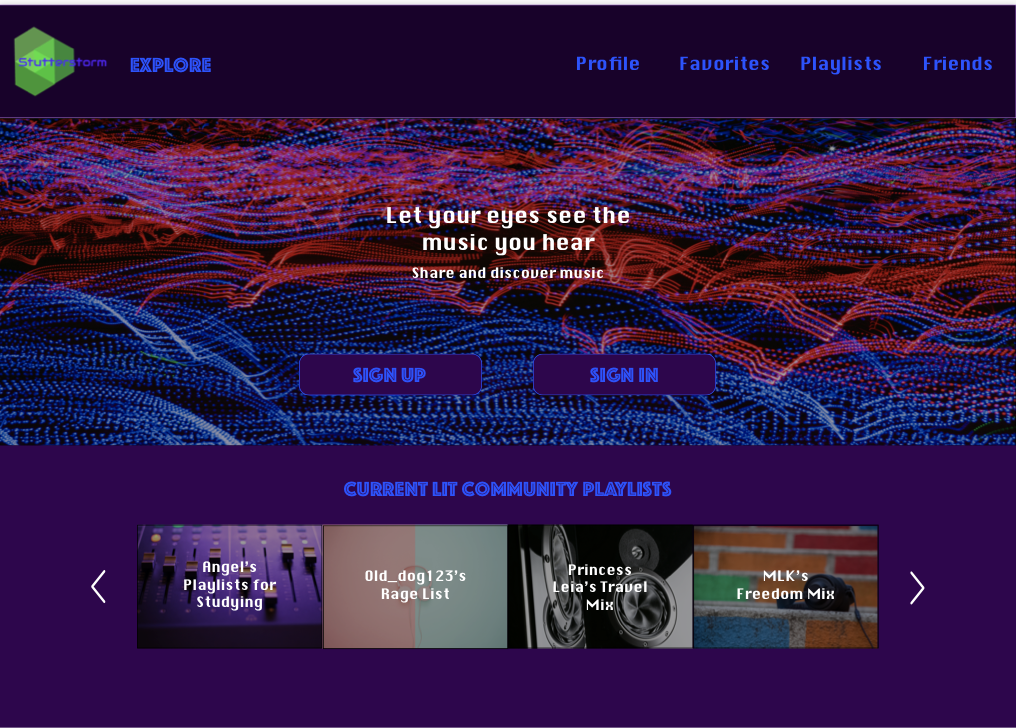 Stutterstorm
EXPLORE
Profile
Favorites
Playlists
Friends
Let your eyes see the
music you hear
Share and discover music
SIGN UP
SIGN IN
CURRENT LIT COMMUNITY PLAYLISTS
Angel's
Playlists for
Studying
Old_dog123's
Rage List
Princess
Leia's Travel
Mix
MLK's
Freedom Mix